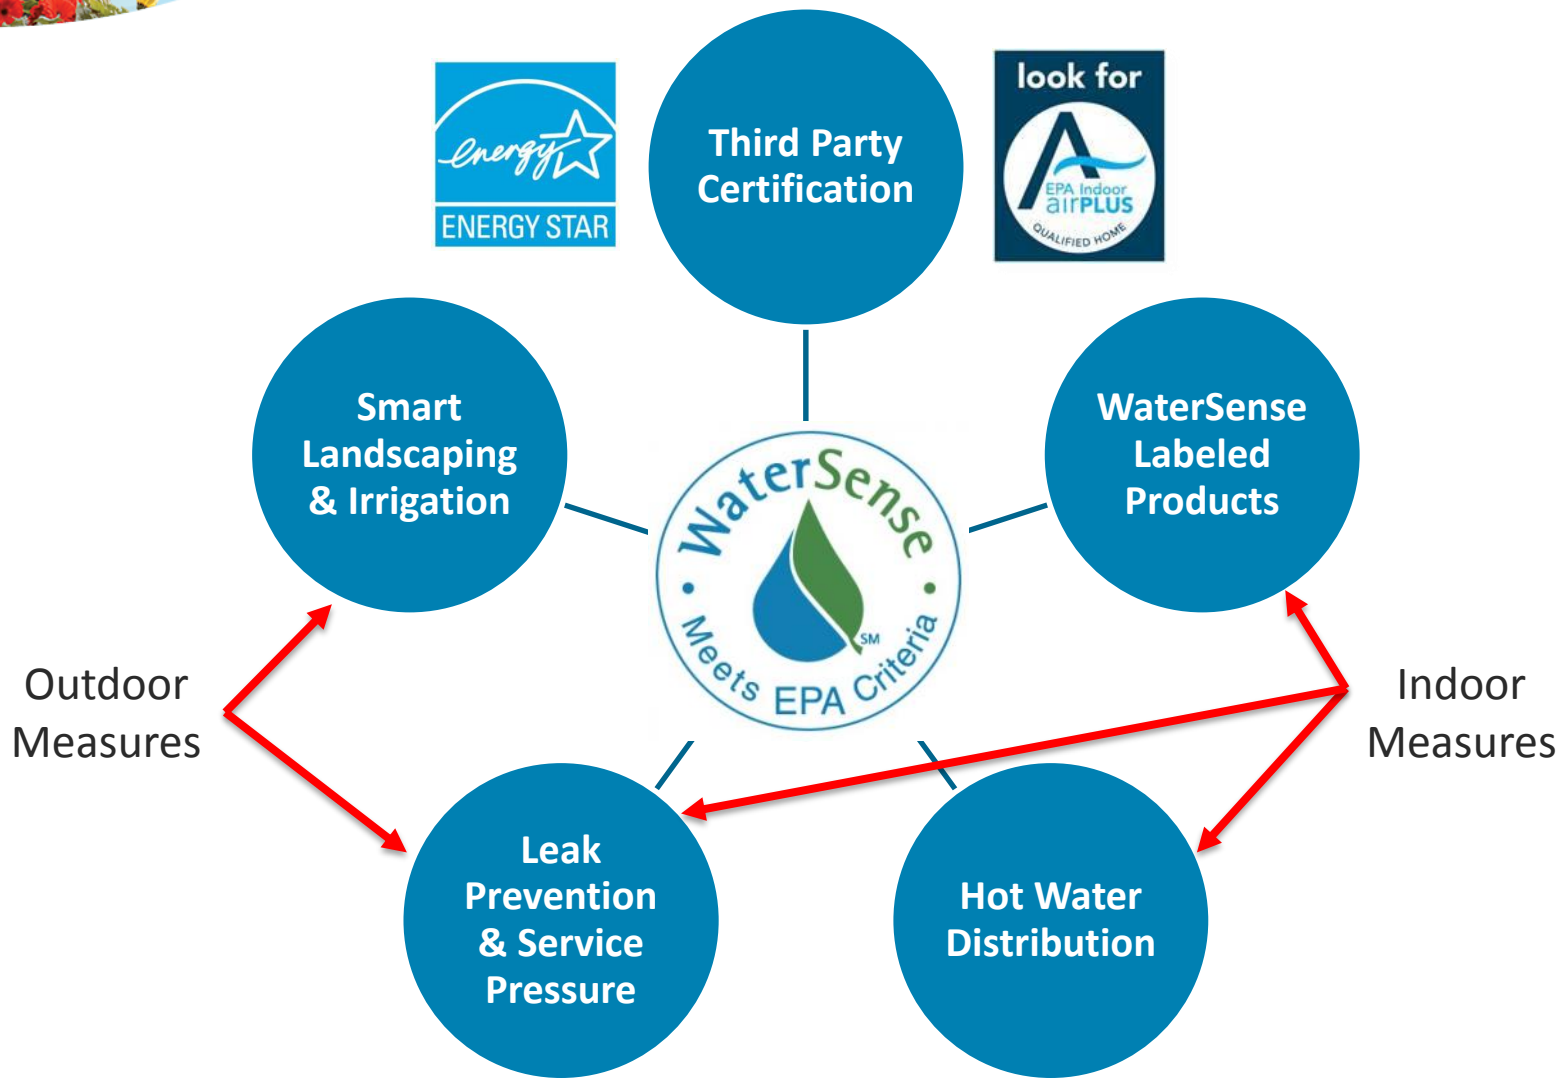 look for
energy
ENERGY STAR
Third Party
Certification
EPA Indoor
airPLUS
QUALIFIED HOME
Smart
Landscaping
& Irrigation
WaterSense
Labeled
Products
WaterSense
SM
Meets EPA Criteria
Outdoor
Measures
Indoor
Measures
Leak
Prevention
& Service
Pressure
Hot Water
Distribution